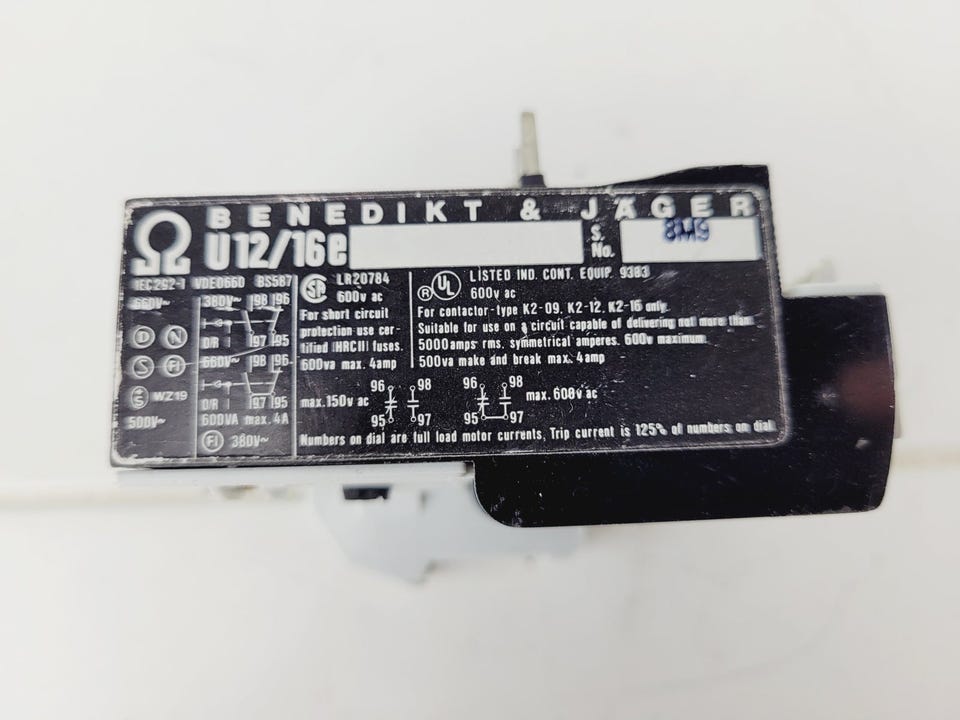 Ω BENEDIKT & JÄGER
U12/16e S. No. 8M9
IEC292-1 VDE0660 BS587
660V~ 380V~ 98 96
D/R 97 95
D N
660V~ 98 96
S FI
D/R 97 95
S WZ19
600VA max. 4A
500V~
FI 380V~
SA LR20784
600v ac
For short circuit
protection use cer-
tified (HRCII) fuses.
600va max. 4amp
R UL LISTED IND. CONT. EQUIP. 9383
600v ac
For contactor-type K2-09, K2-12, K2-16 only.
Suitable for use on a circuit capable of delivering not more than
5000amps rms. symmetrical amperes. 600v maximum.
500va make and break max. 4amp
96 98
max.150v ac
95 97
96 98
max.600v ac
95 97
Numbers on dial are full load motor currents, Trip current is 125% of numbers on dial